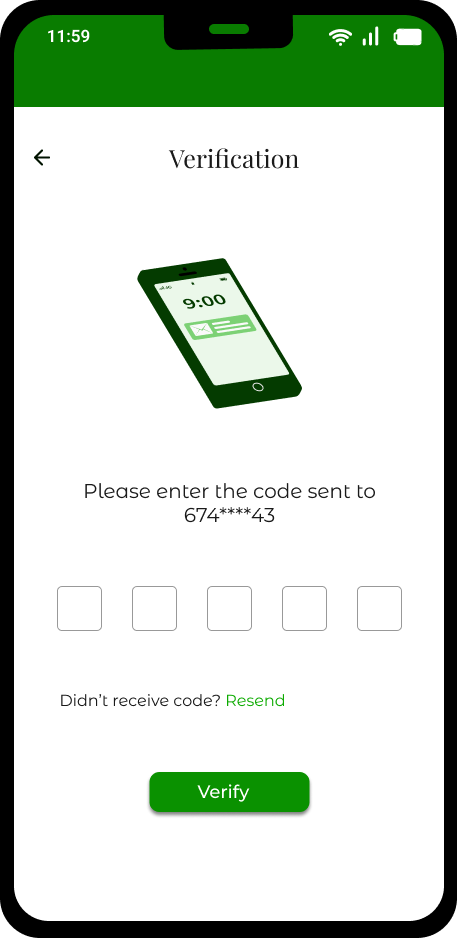 11:59
Verification
9:00
Please enter the code sent to
674****43
Didn’t receive code? Resend
Verify